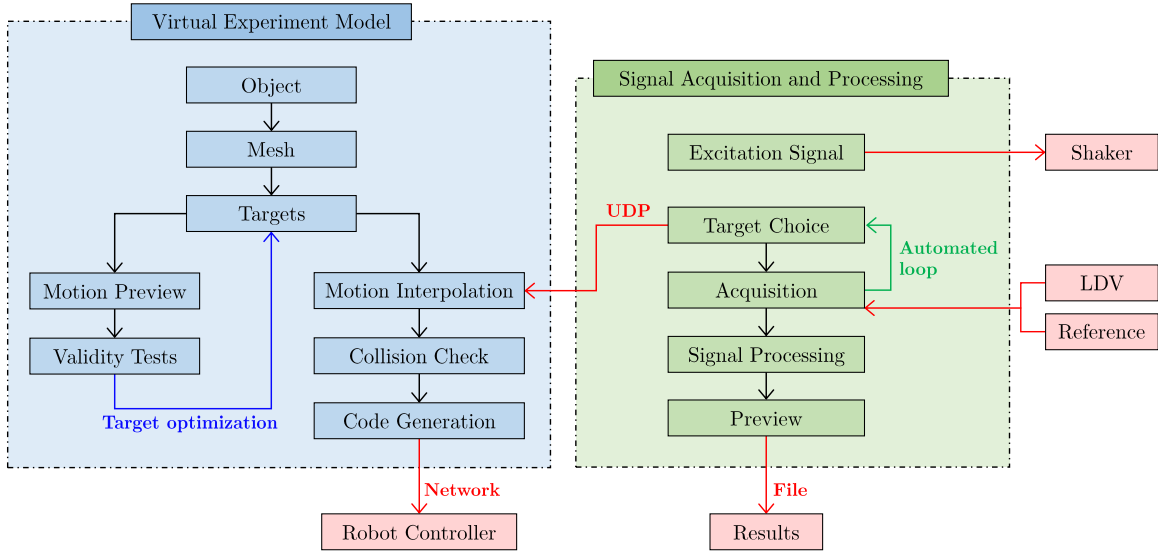 Virtual Experiment Model
Object
Mesh
Targets
Motion Preview
Validity Tests
Target optimization
Motion Interpolation
Collision Check
Code Generation
Network
Robot Controller
Signal Acquisition and Processing
Excitation Signal
Shaker
UDP
Target Choice
Automated
loop
Acquisition
LDV
Reference
Signal Processing
Preview
File
Results